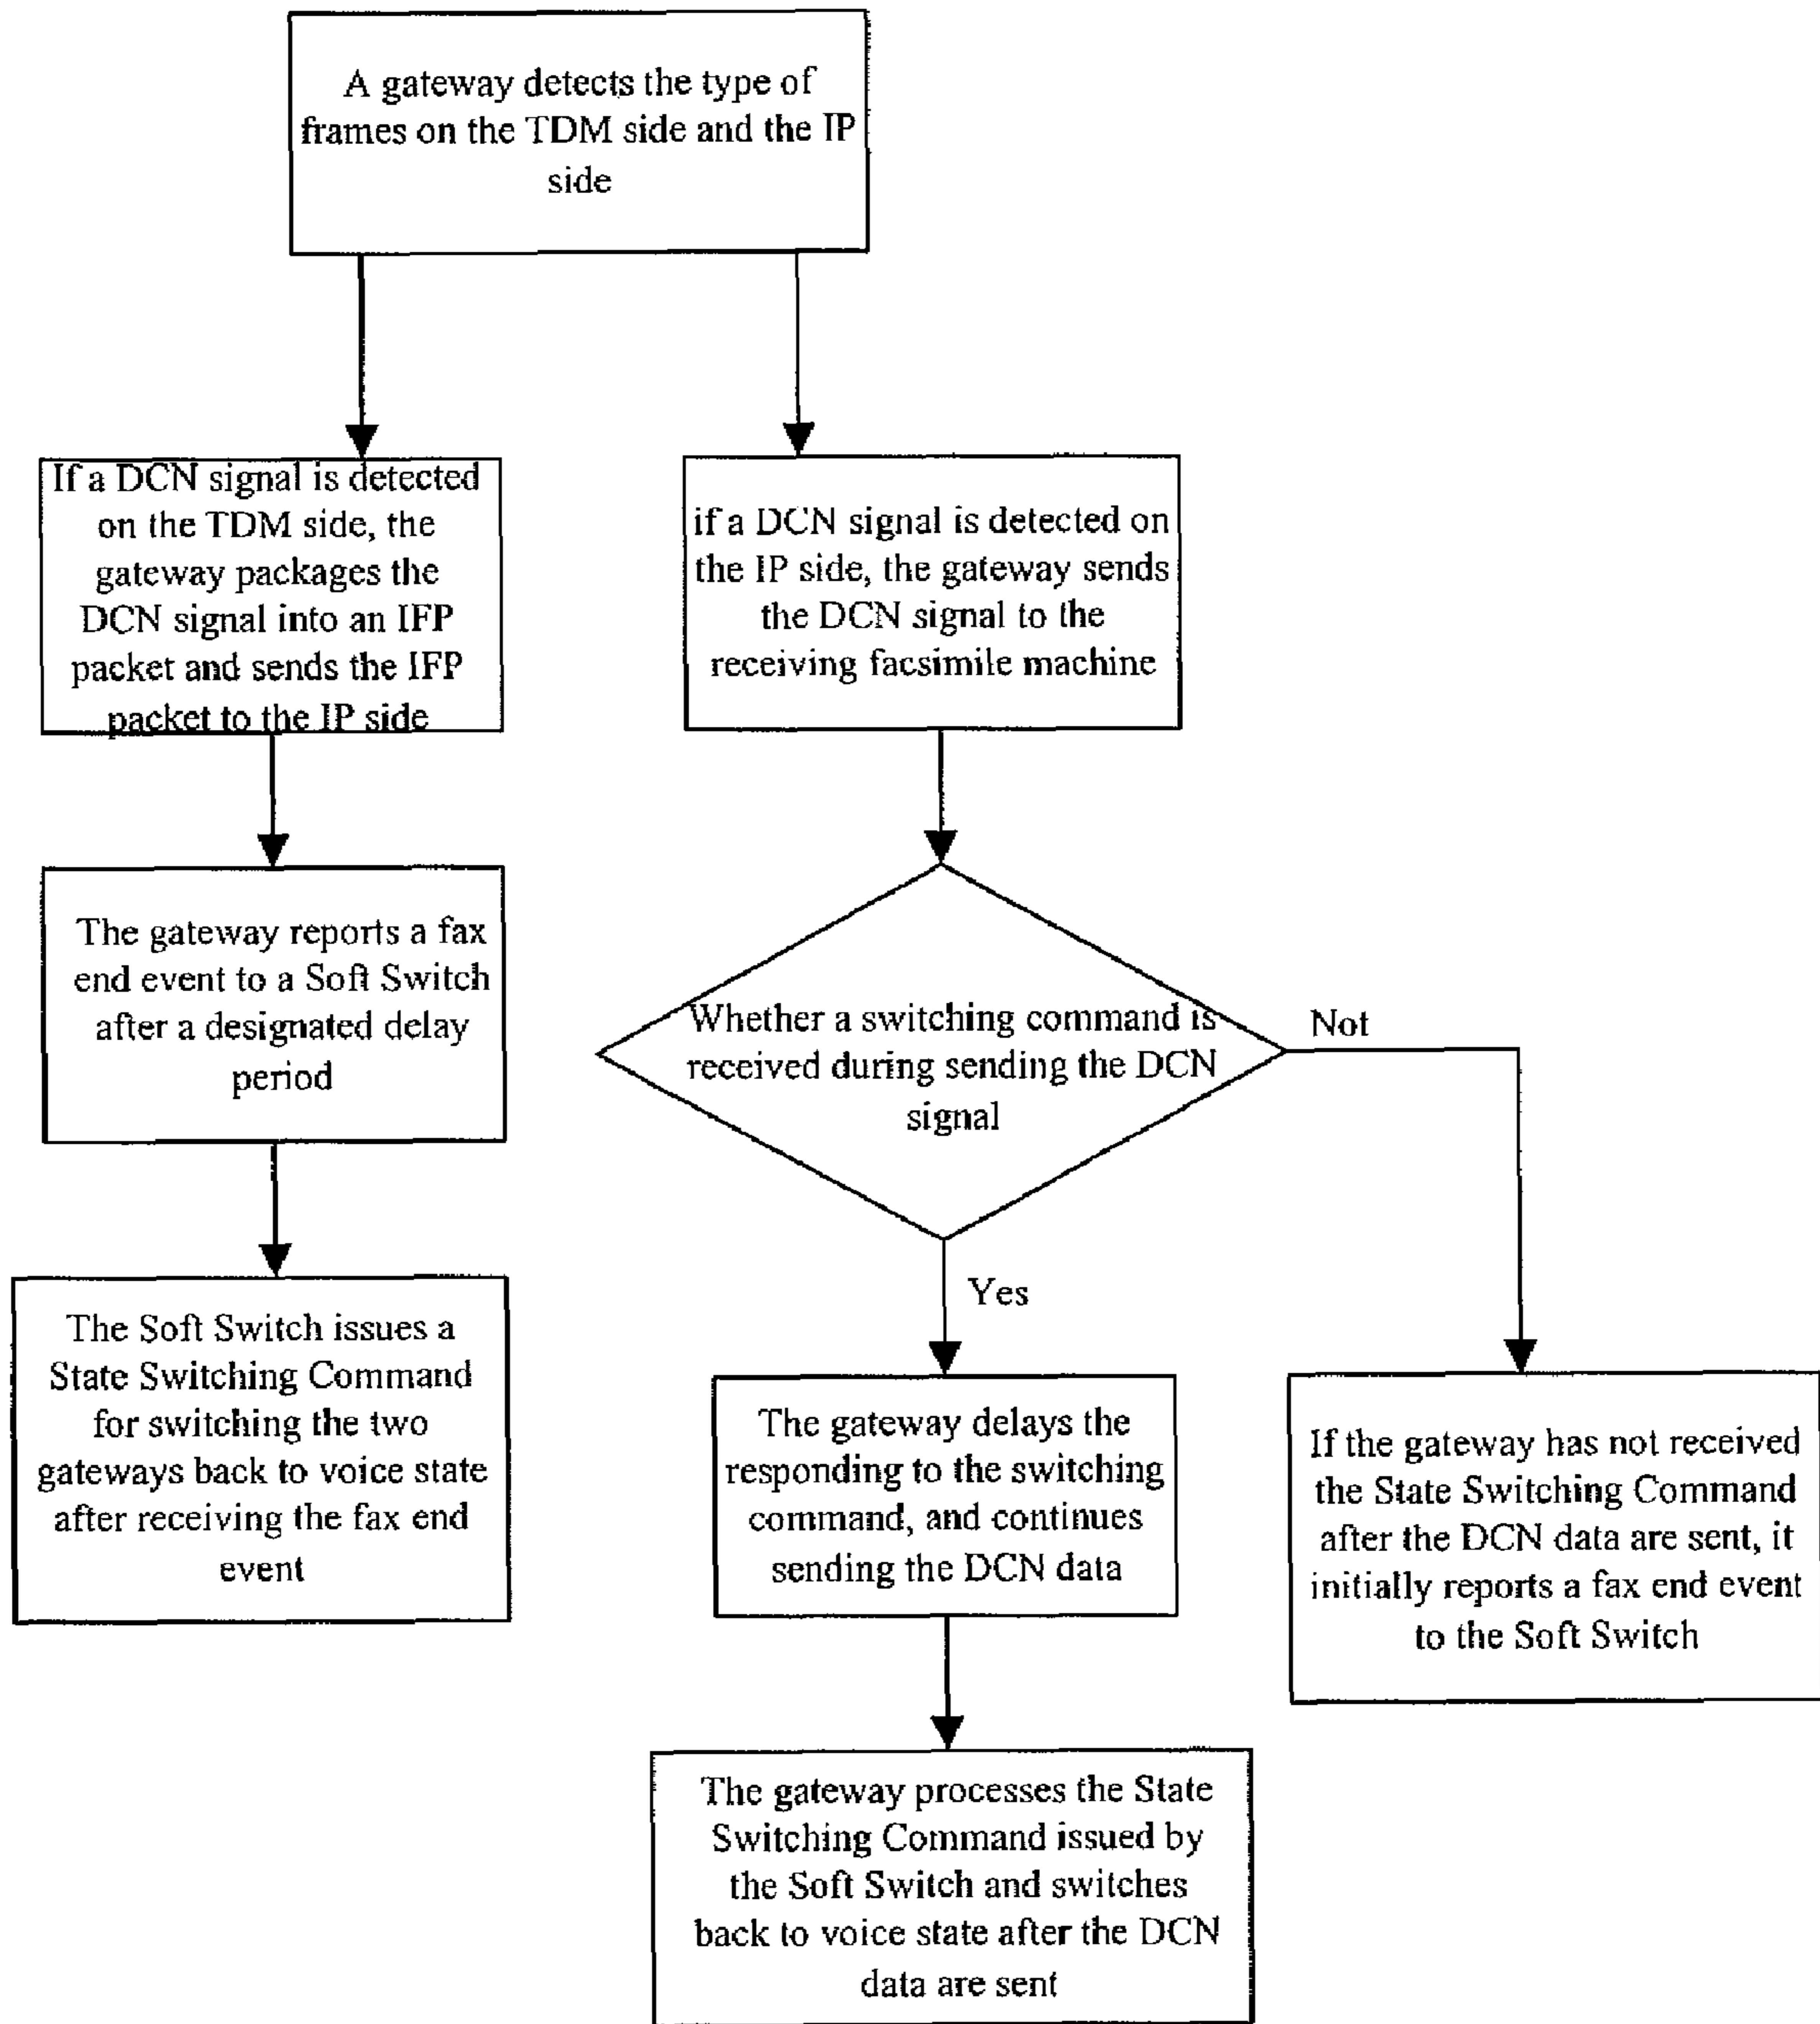 A gateway detects the type of
frames on the TDM side and the IP
side
If a DCN signal is detected
on the TDM side, the
gateway packages the
DCN signal into an IFP
packet and sends the IFP
packet to the IP side
if a DCN signal is detected on
the IP side, the gateway sends
the DCN signal to the
receiving facsimile machine
The gateway reports a fax
end event to a Soft Switch
after a designated delay
period
Whether a switching command is
received during sending the DCN
signal
Not
Yes
The Soft Switch issues a
State Switching Command
for switching the two
gateways back to voice state
after receiving the fax end
event
The gateway delays the
responding to the switching
command, and continues
sending the DCN data
If the gateway has not received
the State Switching Command
after the DCN data are sent, it
initially reports a fax end event
to the Soft Switch
The gateway processes the State
Switching Command issued by
the Soft Switch and switches
back to voice state after the DCN
data are sent